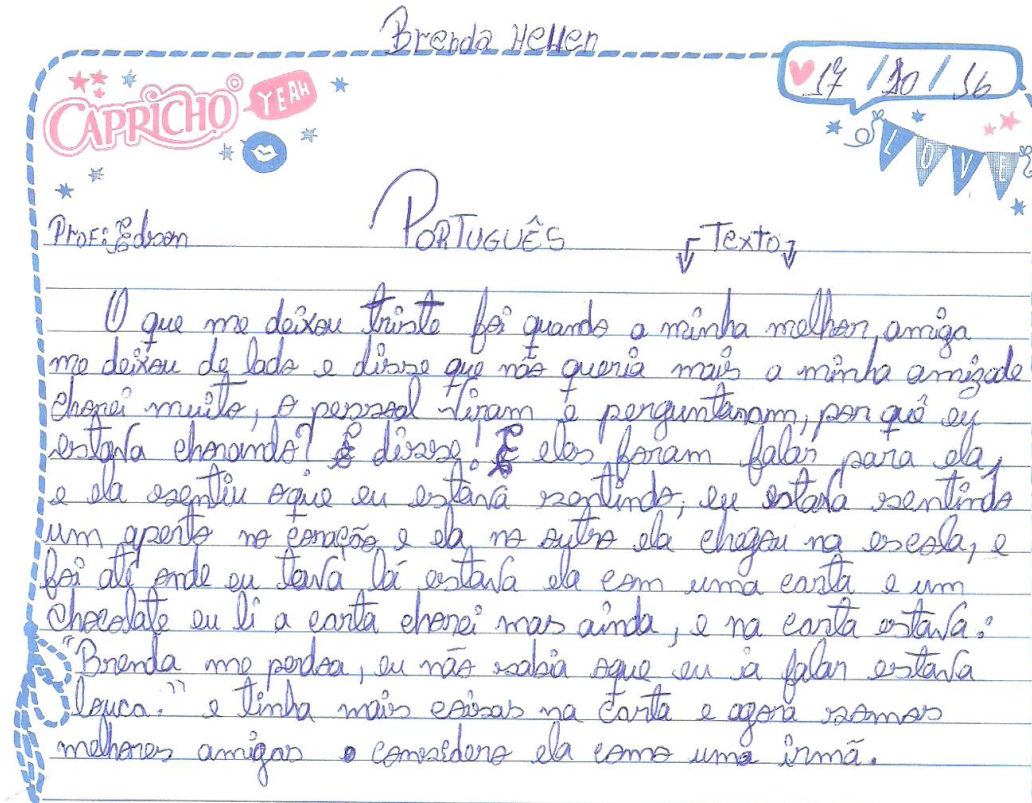 Brenda Hellen
17/10/16
CAPRICHO © YEAH
LOVE
Prof: Edson PORTUGUÊS Texto
O que me deixou triste foi quando a minha melhor amiga
me deixou de lado e disse que não queria mais a minha amizade
chorei muito, o pessoal viram e perguntaram, por quê eu
estava chorando? E disse! E eles foram falar para ela,
e ela sentiu oque eu estava sentindo, eu estava sentindo
um aperto no coração e ela no outro ela chegou na escola, e
foi até onde eu tava lá estava ela com uma carta e um
chocolate eu li a carta chorei mas ainda, e na carta estava:
"Brenda me perdoa, eu não sabia oque eu ia falar estava
louca." e tinha mais coisas na carta e agora somos
melhores amigas e considero ela como uma irmã.